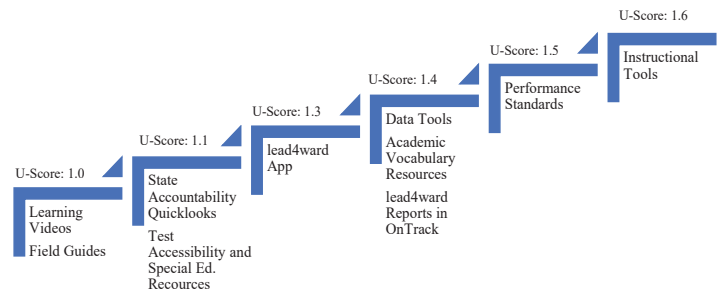 U-Score: 1.0
Learning
Videos
Field Guides
U-Score: 1.1
State
Accountability
Quicklooks
Test
Accessibility and
Special Ed.
Recources
U-Score: 1.3
lead4ward
App
U-Score: 1.4
Data Tools
Academic
Vocabulary
Resources
lead4ward
Reports in
OnTrack
U-Score: 1.5
Performance
Standards
U-Score: 1.6
Instructional
Tools